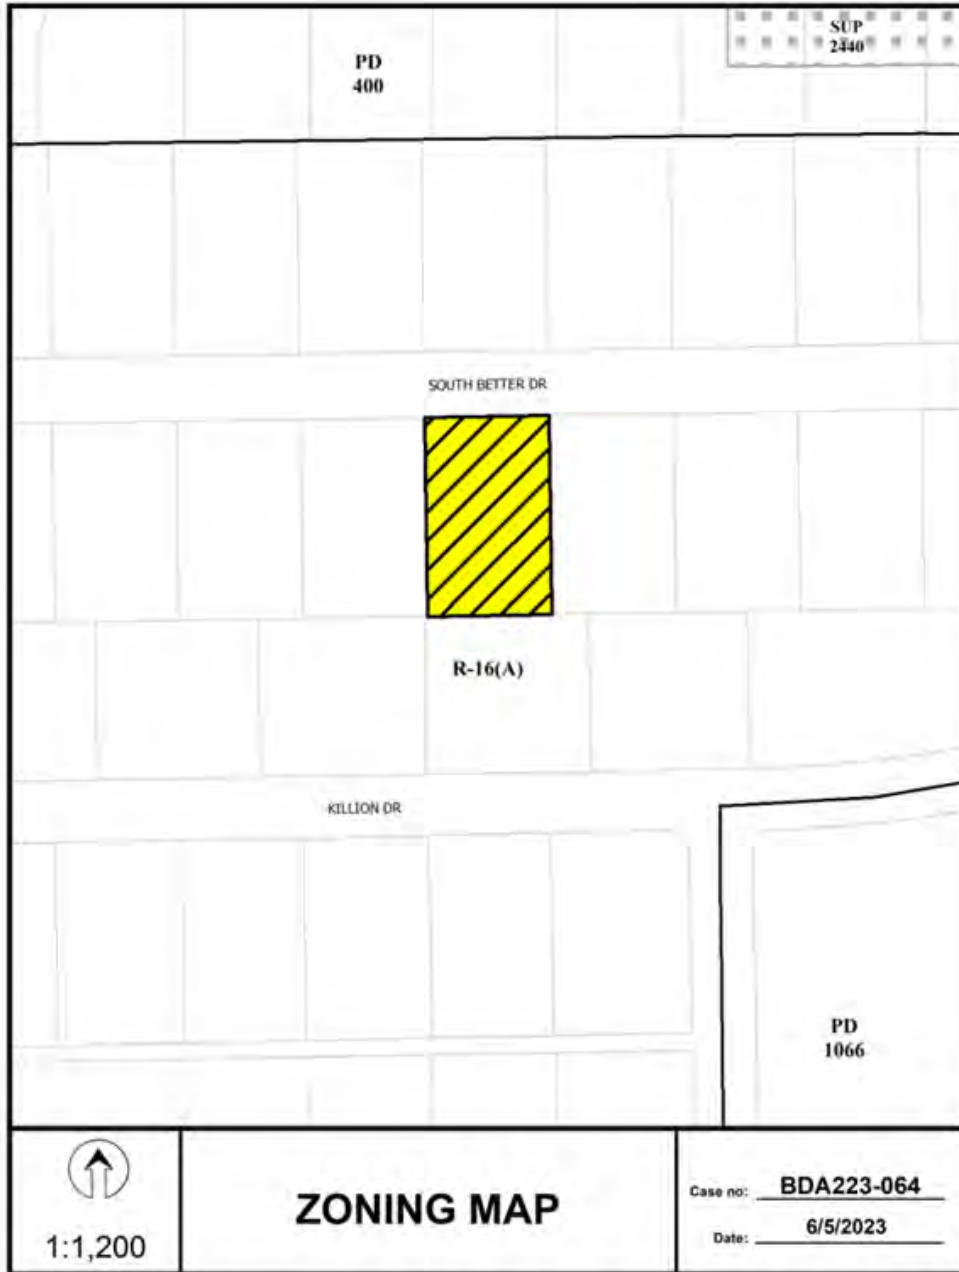 SUP
2440
PD
400
SOUTH BETTER DR
R-16(A)
KILLION DR
PD
1066
1:1,200
ZONING MAP
Case no: BDA223-064
Date: 6/5/2023